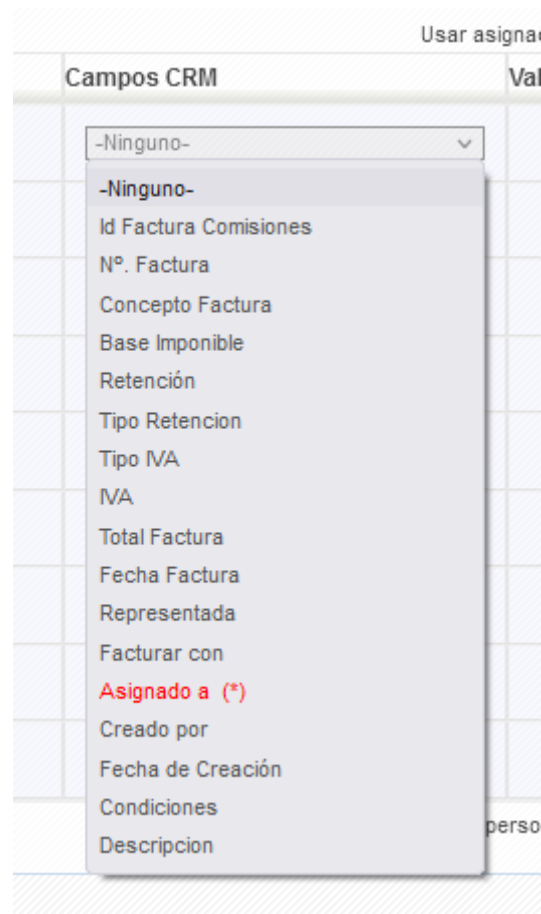 Usar asigna
Campos CRM
Val
-Ninguno-
-Ninguno-
Id Factura Comisiones
Nº. Factura
Concepto Factura
Base Imponible
Retención
Tipo Retencion
Tipo IVA
IVA
Total Factura
Fecha Factura
Representada
Facturar con
Asignado a (*)
Creado por
Fecha de Creación
Condiciones
perso
Descripcion